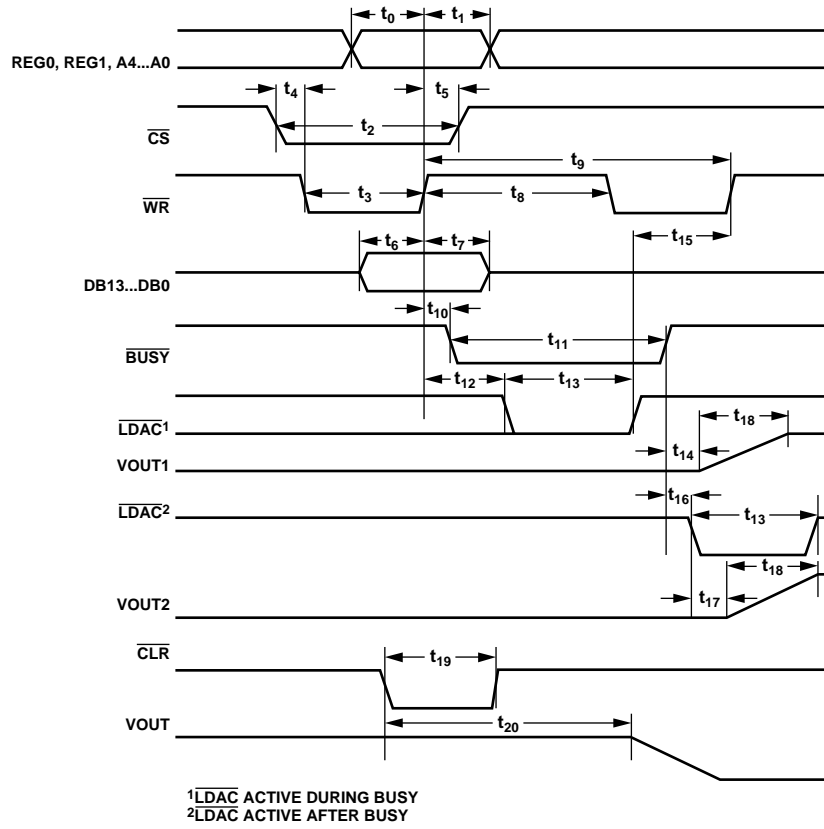 t0 t1
REG0, REG1, A4...A0
t4 t5
t2
CS
t9
t3 t8
WR
t15
t6 t7
DB13...DB0
t10
t11
BUSY
t12 t13
t18
LDAC1
t14
VOUT1
t16
LDAC2
t13
t18
t17
VOUT2
CLR
t19
t20
VOUT
1LDAC ACTIVE DURING BUSY
2LDAC ACTIVE AFTER BUSY